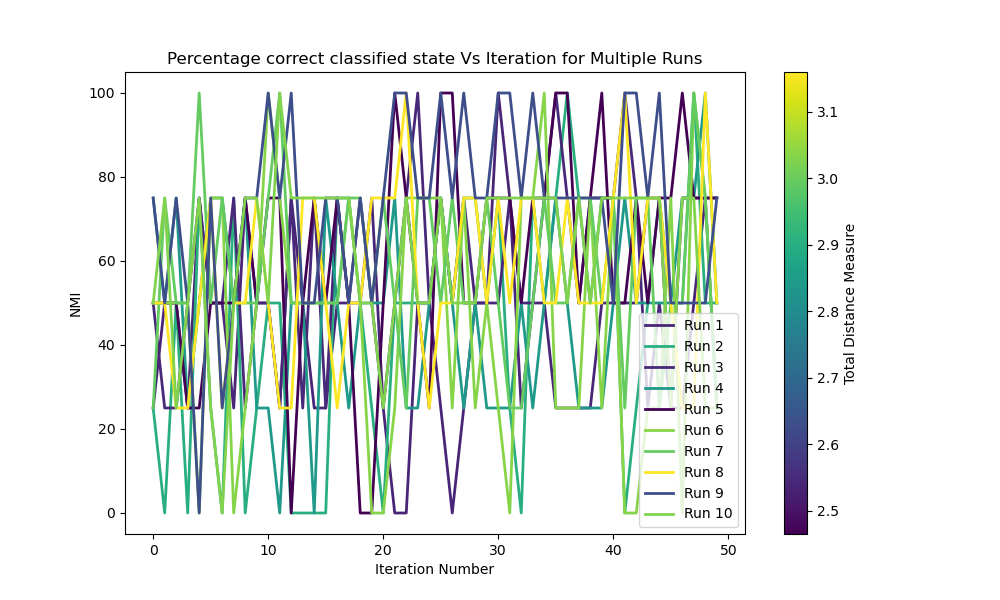 Percentage correct classified state Vs Iteration for Multiple Runs
NMI
100
80
60
40
20
0
0
10
20
30
40
50
Iteration Number
Run 1
Run 2
Run 3
Run 4
Run 5
Run 6
Run 7
Run 8
Run 9
Run 10
3.1
3.0
2.9
2.8
2.7
2.6
2.5
Total Distance Measure